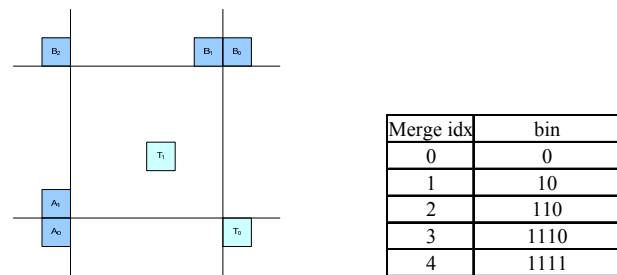 B₂ B₁ B₀
T₁
A₁
A₀ T₀
Merge idx bin
0 0
1 10
2 110
3 1110
4 1111